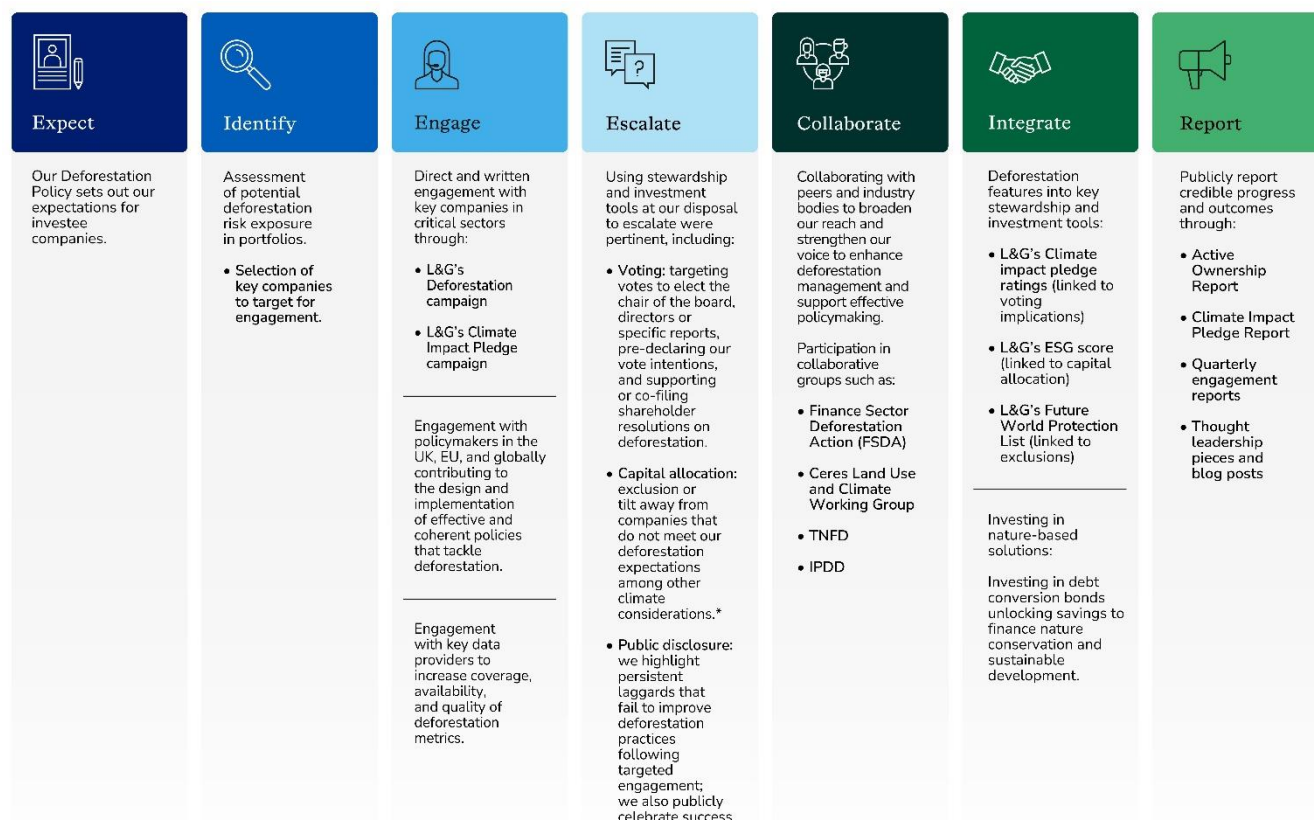 Expect
Our Deforestation
Policy sets out our
expectations for
investee
companies.
Identify
Assessment
of potential
deforestation
risk exposure
in portfolios.
• Selection of
key companies
to target for
engagement.
Engage
Direct and written
engagement with
key companies in
critical sectors
through:
• L&G's
Deforestation
campaign
• L&G's Climate
Impact Pledge
campaign
Engagement with
policymakers in the
UK, EU, and globally
contributing to
the design and
implementation
of effective and
coherent policies
that tackle
deforestation.
Engagement
with key data
providers to
increase coverage,
availability,
and quality of
deforestation
metrics.
Escalate
?
Using stewardship
and investment
tools at our disposal
to escalate were
pertinent, including:
• Voting: targeting
votes to elect the
chair of the board,
directors or
specific reports,
pre-declaring our
vote intentions,
and supporting
or co-filing
shareholder
resolutions on
deforestation.
• Capital allocation:
exclusion or
tilt away from
companies that
do not meet our
deforestation
expectations
among other
climate
considerations.*
• Public disclosure:
we highlight
persistent
laggards that
fail to improve
deforestation
practices
following
targeted
engagement;
we also publicly
celebrate success
Collaborate
Collaborating with
peers and industry
bodies to broaden
our reach and
strengthen our
voice to enhance
deforestation
management and
support effective
policymaking.
Participation in
collaborative
groups such as:
• Finance Sector
Deforestation
Action (FSDA)
• Ceres Land Use
and Climate
Working Group
• TNFD
• IPDD
Integrate
Deforestation
features into key
stewardship and
investment tools:
• L&G's Climate
impact pledge
ratings (linked to
voting
implications)
• L&G's ESG score
(linked to capital
allocation)
• L&G's Future
World Protection
List (linked to
exclusions)
Investing in
nature-based
solutions:
Investing in debt
conversion bonds
unlocking savings to
finance nature
conservation and
sustainable
development.
Report
Publicly report
credible progress
and outcomes
through:
• Active
Ownership
Report
• Climate Impact
Pledge Report
• Quarterly
engagement
reports
• Thought
leadership
pieces and
blog posts